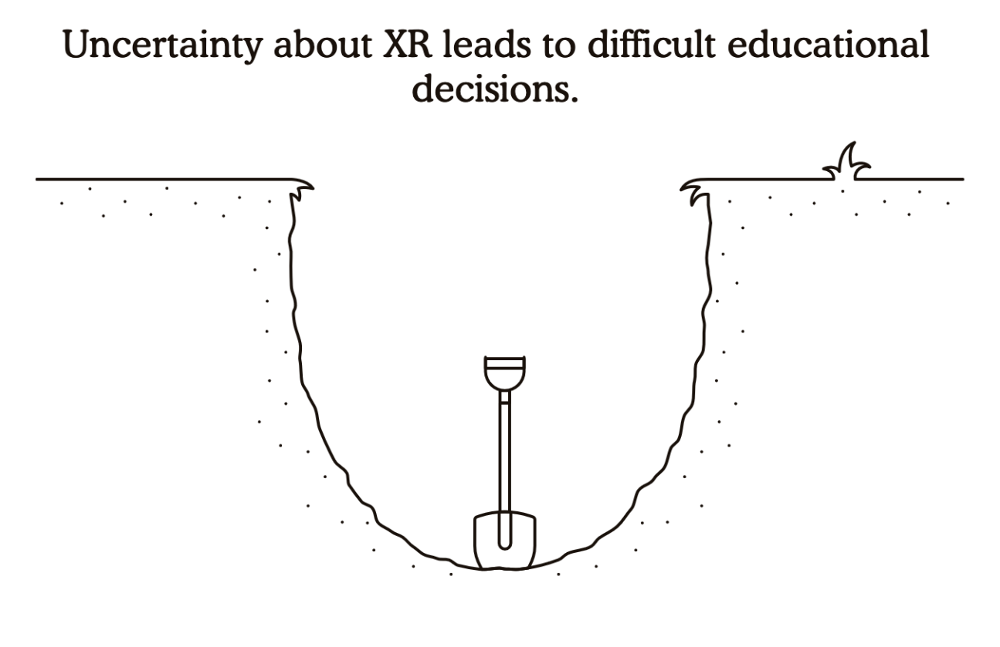 Uncertainty about XR leads to difficult educational
decisions.